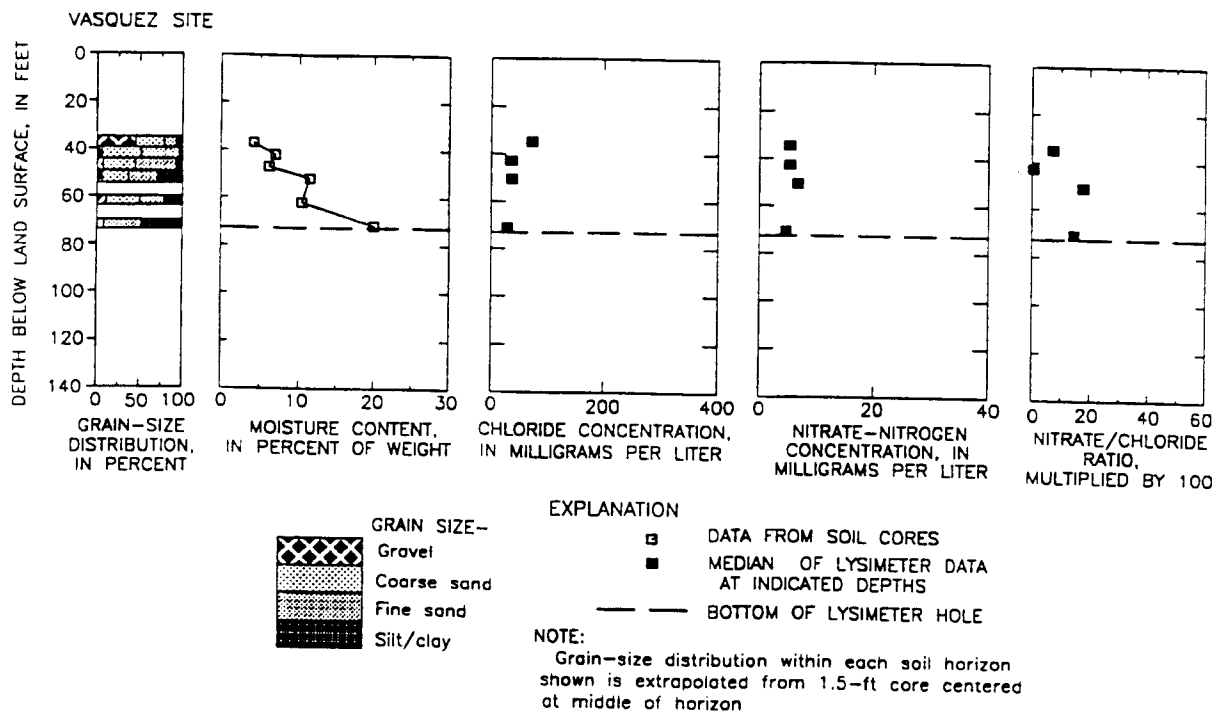 VASQUEZ SITE
DEPTH BELOW LAND SURFACE, IN FEET
0
20
40
60
80
100
120
140
0 50 100
GRAIN-SIZE
DISTRIBUTION,
IN PERCENT
0 10 20 30
MOISTURE CONTENT,
IN PERCENT OF WEIGHT
0 200 400
CHLORIDE CONCENTRATION,
IN MILLIGRAMS PER LITER
0 20 40
NITRATE-NITROGEN
CONCENTRATION, IN
MILLIGRAMS PER LITER
0 20 40 60
NITRATE/CHLORIDE
RATIO,
MULTIPLIED BY 100
GRAIN SIZE-
Gravel
Coarse sand
Fine sand
Silt/clay
EXPLANATION
DATA FROM SOIL CORES
MEDIAN OF LYSIMETER DATA
AT INDICATED DEPTHS
BOTTOM OF LYSIMETER HOLE
NOTE:
Grain-size distribution within each soil horizon
shown is extrapolated from 1.5-ft core centered
at middle of horizon